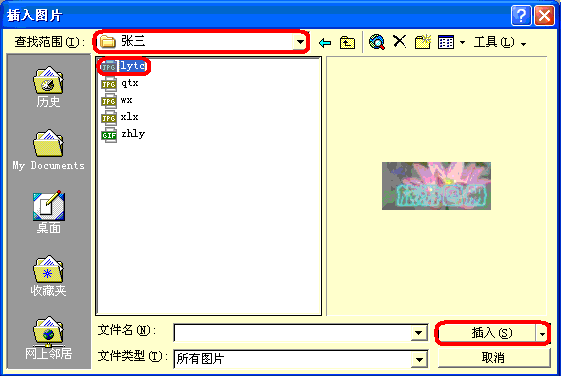 插入图片
查找范围(I): 张三 工具(L)
历史
My Documents
桌面
收藏夹
网上邻居
JPG lytc
JPG qtx
JPG wx
JPG xlx
GIF zhly
文件名(N): 插入(S)
文件类型(T): 所有图片 取消